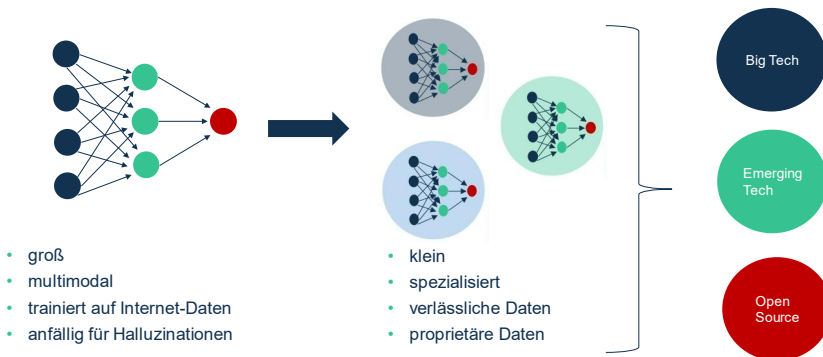 groß
multimodal
trainiert auf Internet-Daten
anfällig für Halluzinationen
klein
spezialisiert
verlässliche Daten
proprietäre Daten
Big Tech
Emerging
Tech
Open
Source